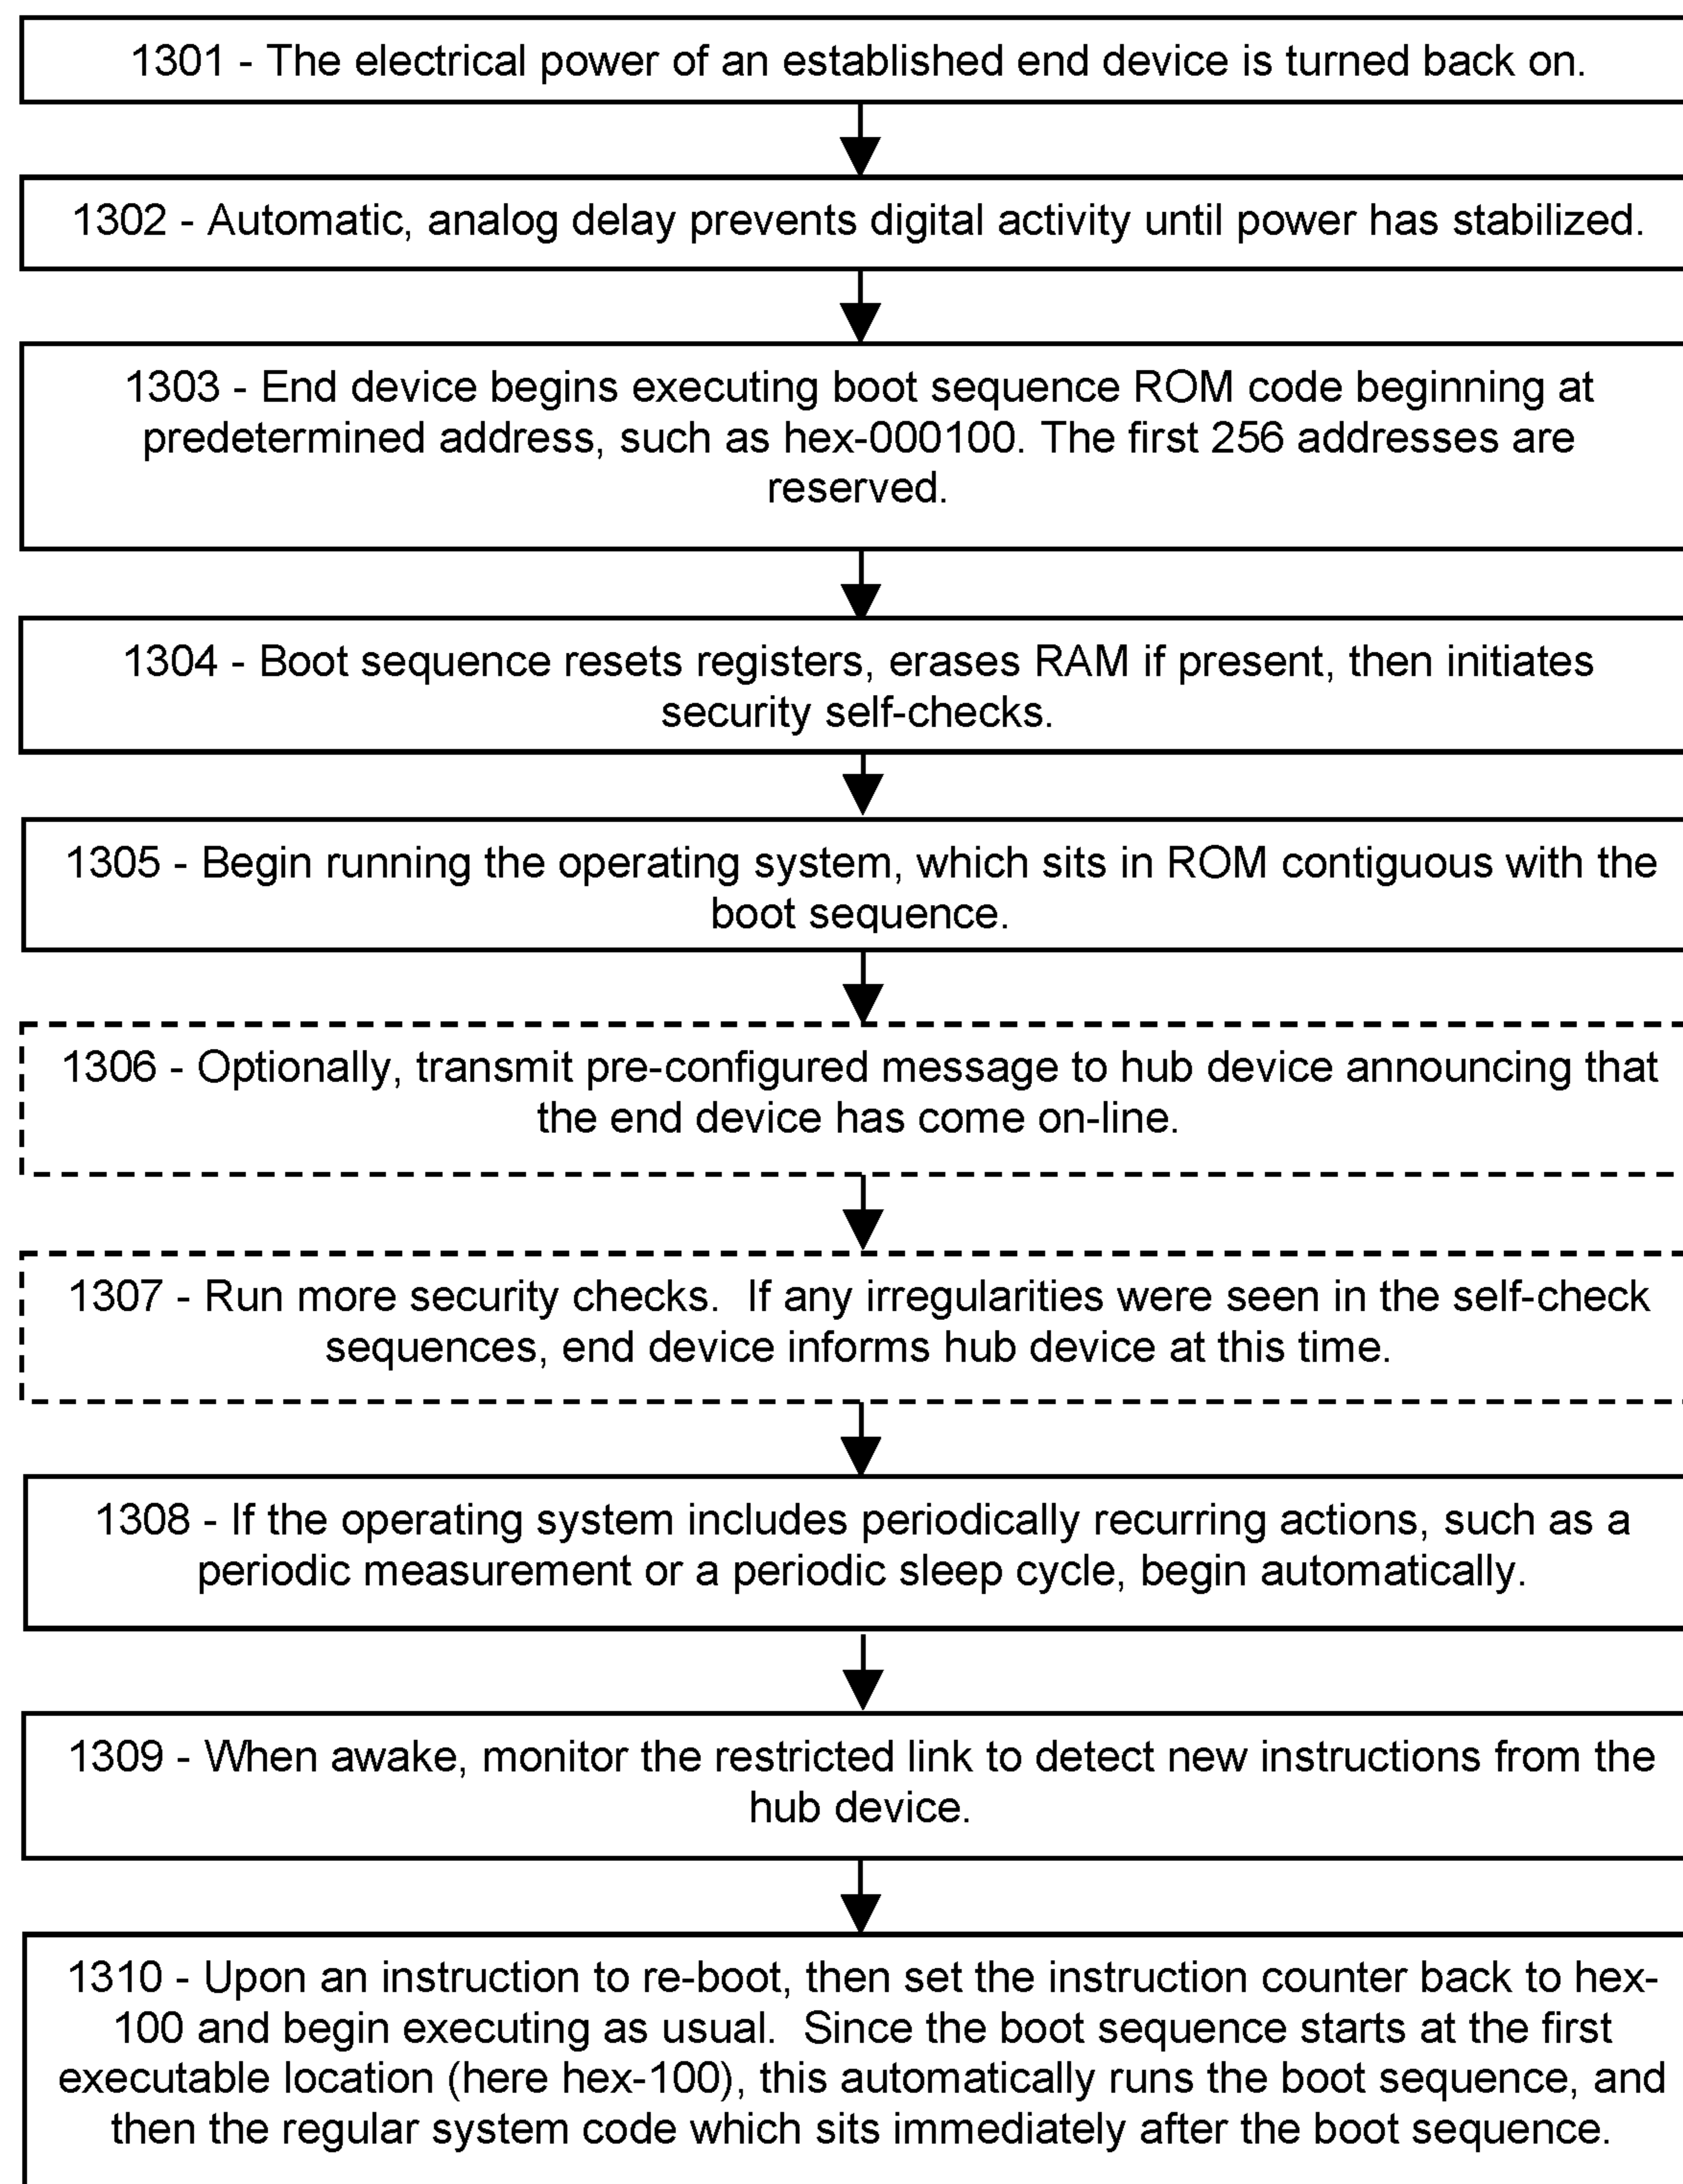 1301 - The electrical power of an established end device is turned back on.
1302 - Automatic, analog delay prevents digital activity until power has stabilized.
1303 - End device begins executing boot sequence ROM code beginning at
predetermined address, such as hex-000100. The first 256 addresses are
reserved.
1304 - Boot sequence resets registers, erases RAM if present, then initiates
security self-checks.
1305 - Begin running the operating system, which sits in ROM contiguous with the
boot sequence.
1306 - Optionally, transmit pre-configured message to hub device announcing that
the end device has come on-line.
1307 - Run more security checks.  If any irregularities were seen in the self-check
sequences, end device informs hub device at this time.
1308 - If the operating system includes periodically recurring actions, such as a
periodic measurement or a periodic sleep cycle, begin automatically.
1309 - When awake, monitor the restricted link to detect new instructions from the
hub device.
1310 - Upon an instruction to re-boot, then set the instruction counter back to hex-
100 and begin executing as usual.  Since the boot sequence starts at the first
executable location (here hex-100), this automatically runs the boot sequence, and
then the regular system code which sits immediately after the boot sequence.